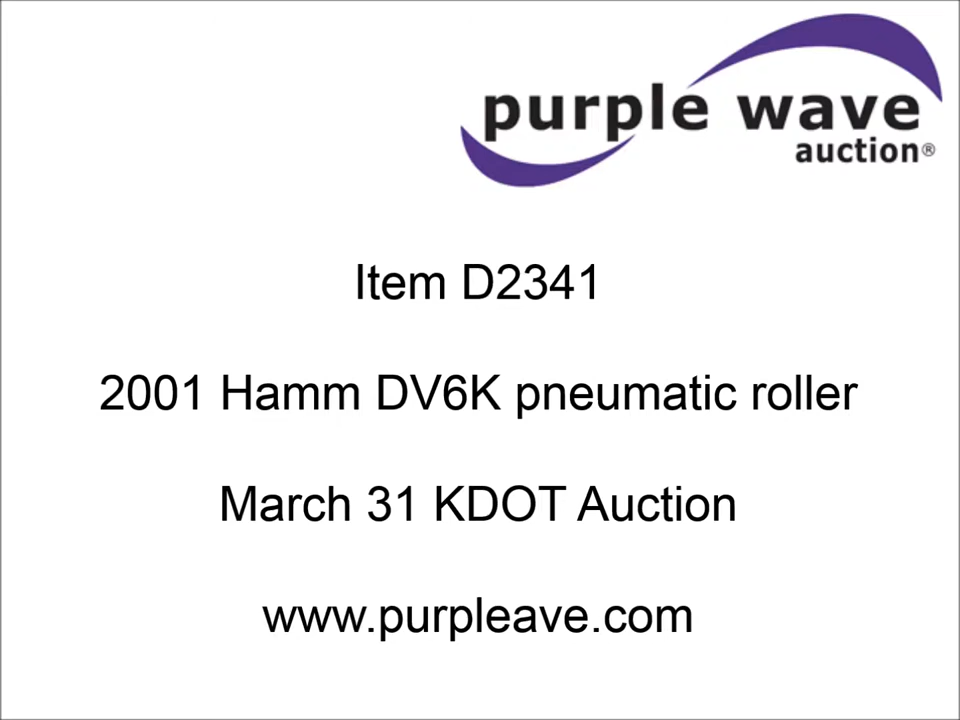 purple wave
auction®
Item D2341
2001 Hamm DV6K pneumatic roller
March 31 KDOT Auction
www.purpleave.com